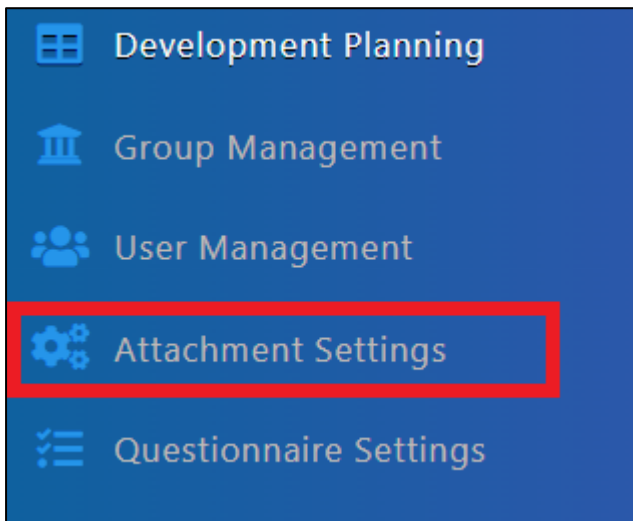 Development Planning
Group Management
User Management
Attachment Settings
Questionnaire Settings